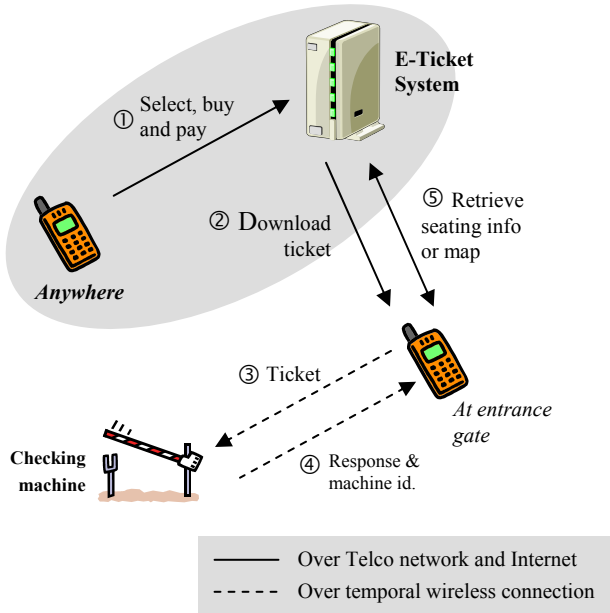 E-Ticket
System
① Select, buy
and pay
② Download
ticket
⑤ Retrieve
seating info
or map
Anywhere
③ Ticket
At entrance
gate
Checking
machine
④ Response &
machine id.
Over Telco network and Internet
Over temporal wireless connection